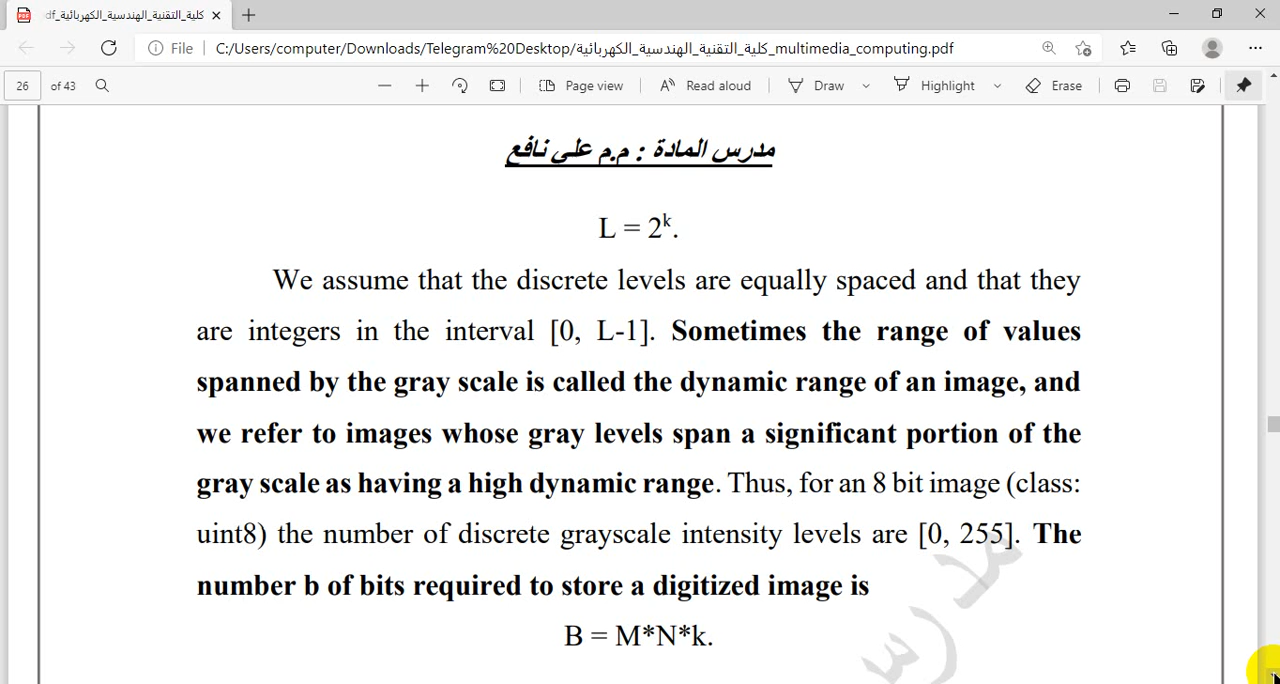 كلية_التقنية_الهندسية_الكهربائية_df
File C:/Users/computer/Downloads/Telegram%20Desktop/كلية_التقنية_الهندسية_الكهربائية_multimedia_computing.pdf
26 of 43 Page view Read aloud Draw Highlight Erase
مدرس المادة : م.م علي نافع
L = 2ᵏ.
We assume that the discrete levels are equally spaced and that they
are integers in the interval [0, L-1]. Sometimes the range of values
spanned by the gray scale is called the dynamic range of an image, and
we refer to images whose gray levels span a significant portion of the
gray scale as having a high dynamic range. Thus, for an 8 bit image (class:
uint8) the number of discrete grayscale intensity levels are [0, 255]. The
number b of bits required to store a digitized image is
B = M*N*k.